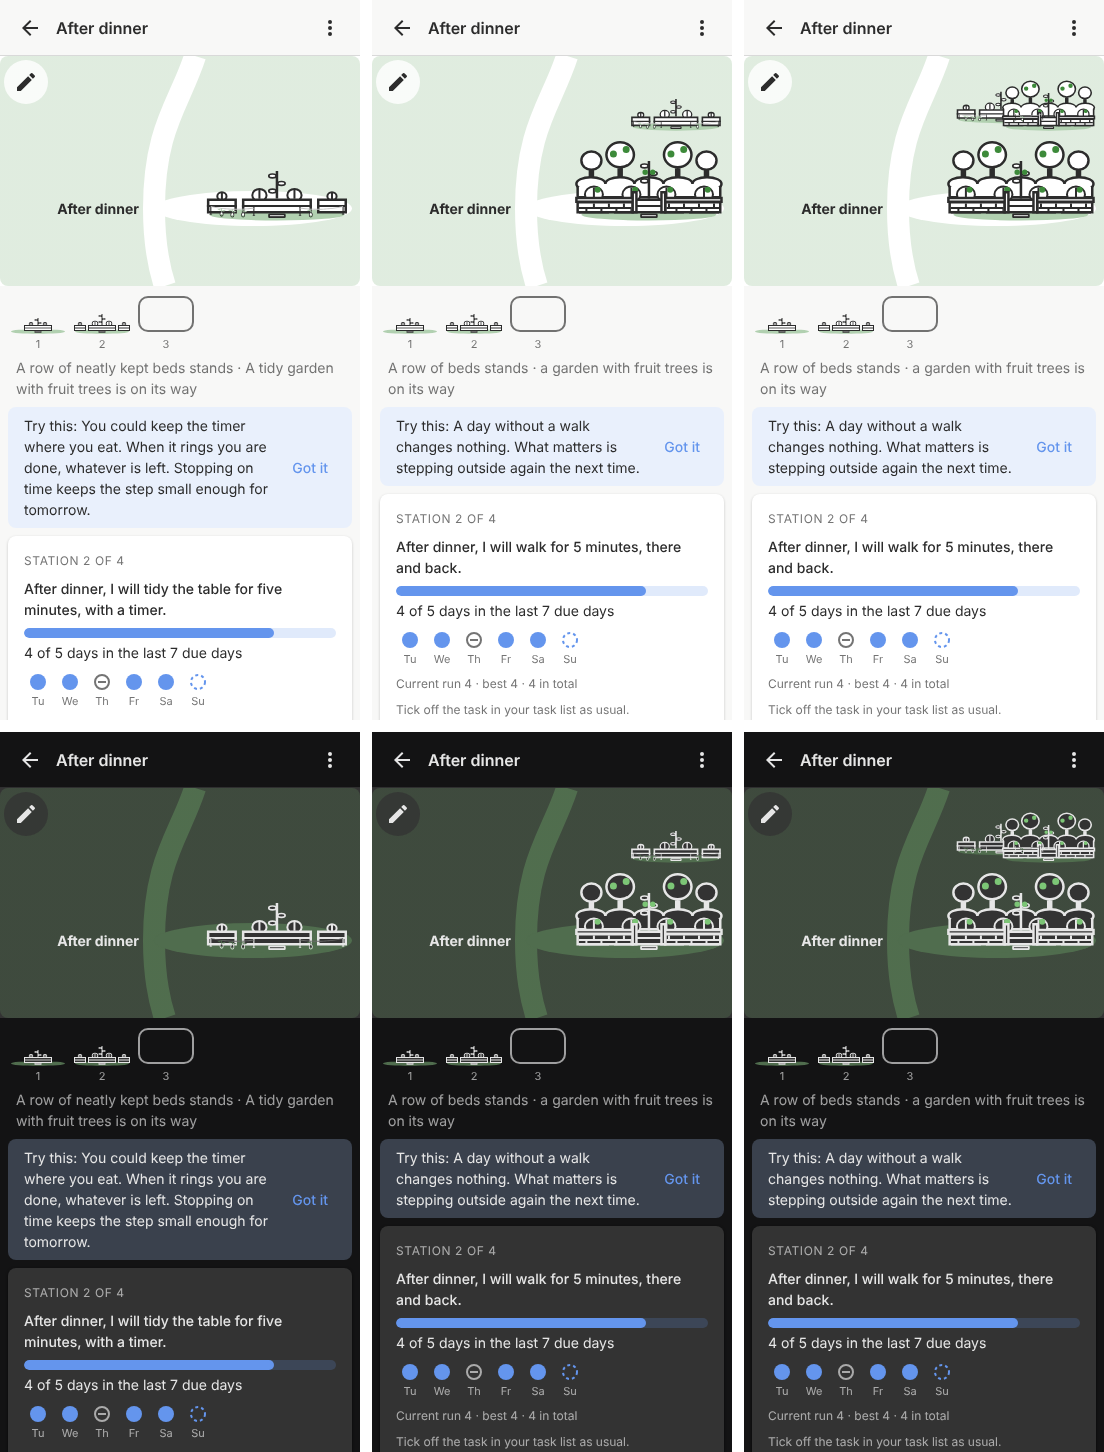 After dinner
After dinner
1 2 3
A row of neatly kept beds stands · A tidy garden
with fruit trees is on its way
Try this: You could keep the timer
where you eat. When it rings you are
done, whatever is left. Stopping on
time keeps the step small enough for
tomorrow.
Got it
STATION 2 OF 4
After dinner, I will tidy the table for five
minutes, with a timer.
4 of 5 days in the last 7 due days
Tu We Th Fr Sa Su
After dinner
After dinner
1 2 3
A row of beds stands · a garden with fruit trees is
on its way
Try this: A day without a walk
changes nothing. What matters is
stepping outside again the next time.
Got it
STATION 2 OF 4
After dinner, I will walk for 5 minutes, there
and back.
4 of 5 days in the last 7 due days
Tu We Th Fr Sa Su
Current run 4 · best 4 · 4 in total
Tick off the task in your task list as usual.
After dinner
After dinner
1 2 3
A row of beds stands · a garden with fruit trees is
on its way
Try this: A day without a walk
changes nothing. What matters is
stepping outside again the next time.
Got it
STATION 2 OF 4
After dinner, I will walk for 5 minutes, there
and back.
4 of 5 days in the last 7 due days
Tu We Th Fr Sa Su
Current run 4 · best 4 · 4 in total
Tick off the task in your task list as usual.
After dinner
After dinner
1 2 3
A row of neatly kept beds stands · A tidy garden
with fruit trees is on its way
Try this: You could keep the timer
where you eat. When it rings you are
done, whatever is left. Stopping on
time keeps the step small enough for
tomorrow.
Got it
STATION 2 OF 4
After dinner, I will tidy the table for five
minutes, with a timer.
4 of 5 days in the last 7 due days
Tu We Th Fr Sa Su
After dinner
After dinner
1 2 3
A row of beds stands · a garden with fruit trees is
on its way
Try this: A day without a walk
changes nothing. What matters is
stepping outside again the next time.
Got it
STATION 2 OF 4
After dinner, I will walk for 5 minutes, there
and back.
4 of 5 days in the last 7 due days
Tu We Th Fr Sa Su
Current run 4 · best 4 · 4 in total
Tick off the task in your task list as usual.
After dinner
After dinner
1 2 3
A row of beds stands · a garden with fruit trees is
on its way
Try this: A day without a walk
changes nothing. What matters is
stepping outside again the next time.
Got it
STATION 2 OF 4
After dinner, I will walk for 5 minutes, there
and back.
4 of 5 days in the last 7 due days
Tu We Th Fr Sa Su
Current run 4 · best 4 · 4 in total
Tick off the task in your task list as usual.